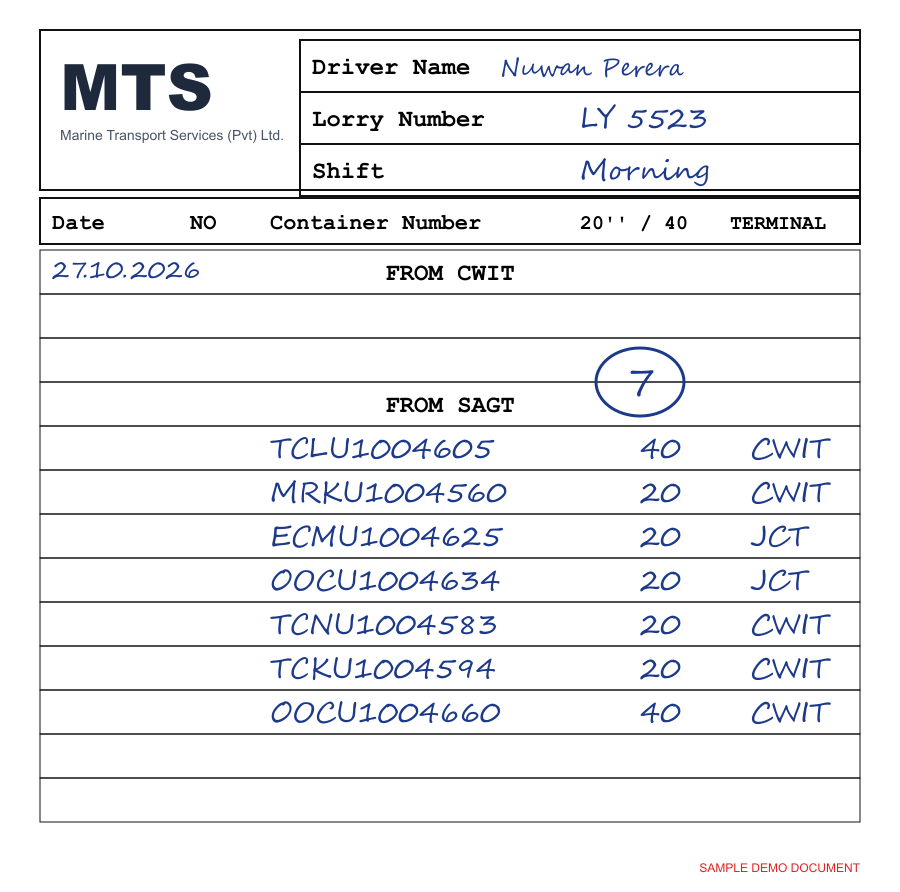 MTS
Marine Transport Services (Pvt) Ltd.
Driver Name Nuwan Perera
Lorry Number LY 5523
Shift Morning
Date NO Container Number 20'' / 40 TERMINAL
27.10.2026 FROM CWIT
7
FROM SAGT
TCLU1004605 40 CWIT
MRKU1004560 20 CWIT
ECMU1004625 20 JCT
OOCU1004634 20 JCT
TCNU1004583 20 CWIT
TCKU1004594 20 CWIT
OOCU1004660 40 CWIT
SAMPLE DEMO DOCUMENT